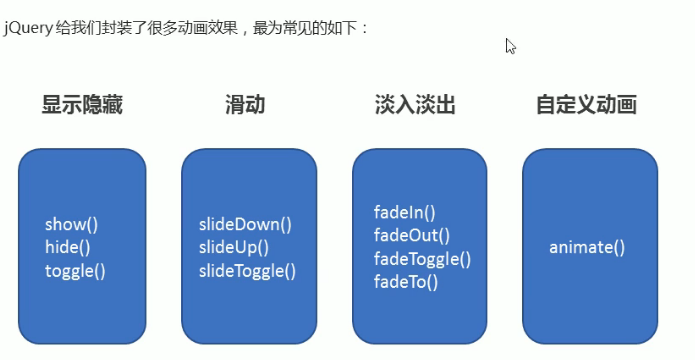 jQuery 给我们封装了很多动画效果，最为常见的如下：
显示隐藏
show()
hide()
toggle()
滑动
slideDown()
slideUp()
slideToggle()
淡入淡出
fadeIn()
fadeOut()
fadeToggle()
fadeTo()
自定义动画
animate()